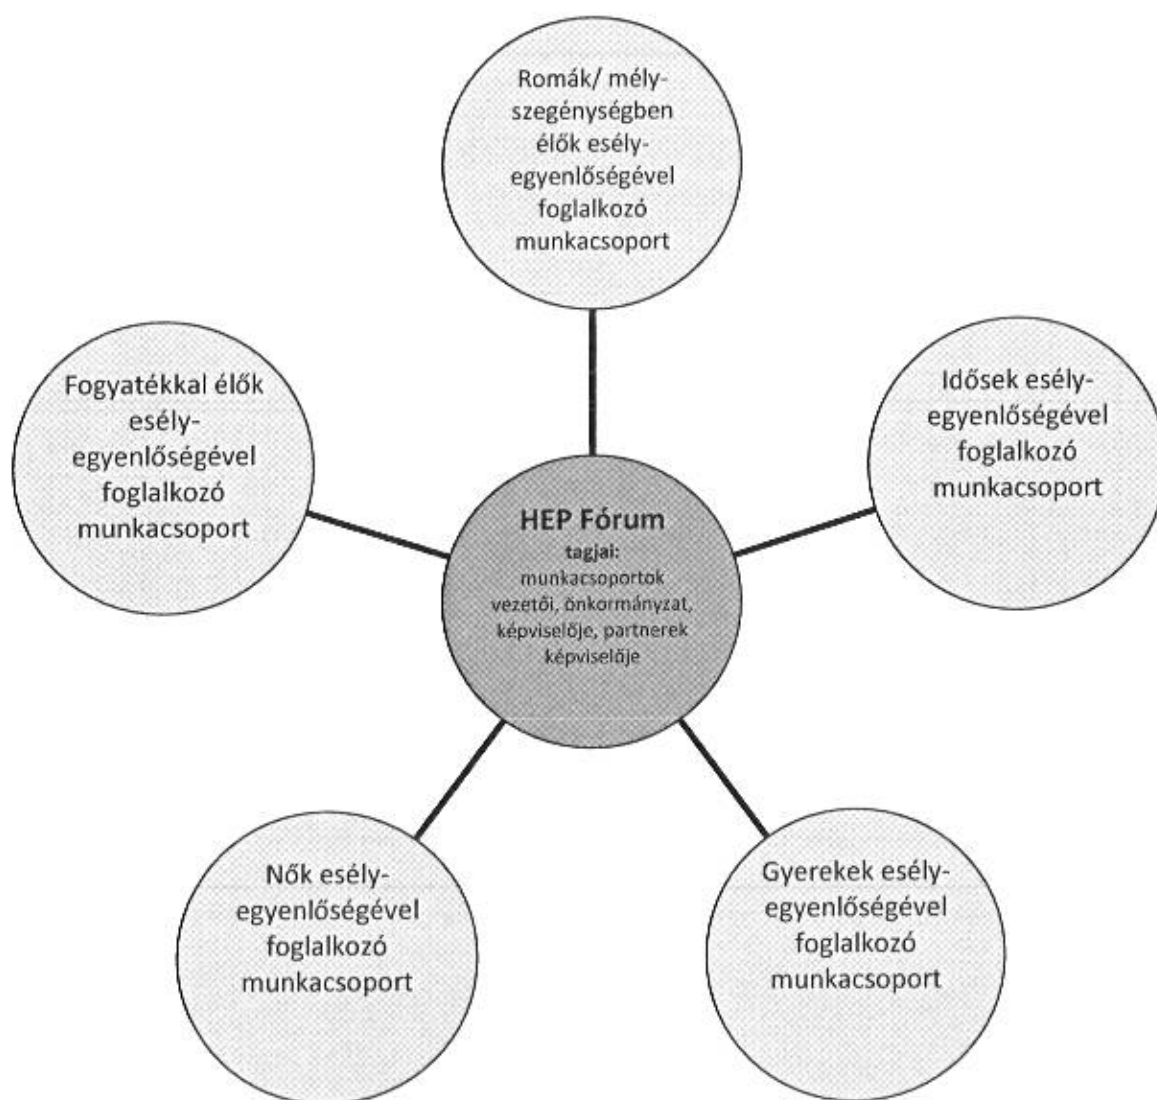 Romák/ mély-
szegénységben
élők esély-
egyenlőségével
foglalkozó
munkacsoport
Fogyatékkal élők
esély-
egyenlőségével
foglalkozó
munkacsoport
Idősek esély-
egyenlőségével
foglalkozó
munkacsoport
HEP Fórum
tagjai:
munkacsoportok
vezetői, önkormányzat,
képviselője, partnerek
képviselője
Nők esély-
egyenlőségével
foglalkozó
munkacsoport
Gyerekek esély-
egyenlőségével
foglalkozó
munkacsoport